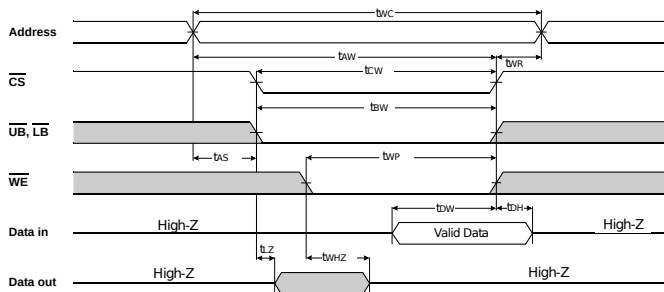 tWC
Address
tAW
tWR
CS
tCW
tBW
UB, LB
tAS
tWP
WE
tDW
tDH
Data in
High-Z
Valid Data
High-Z
tLZ
tWHZ
Data out
High-Z
High-Z